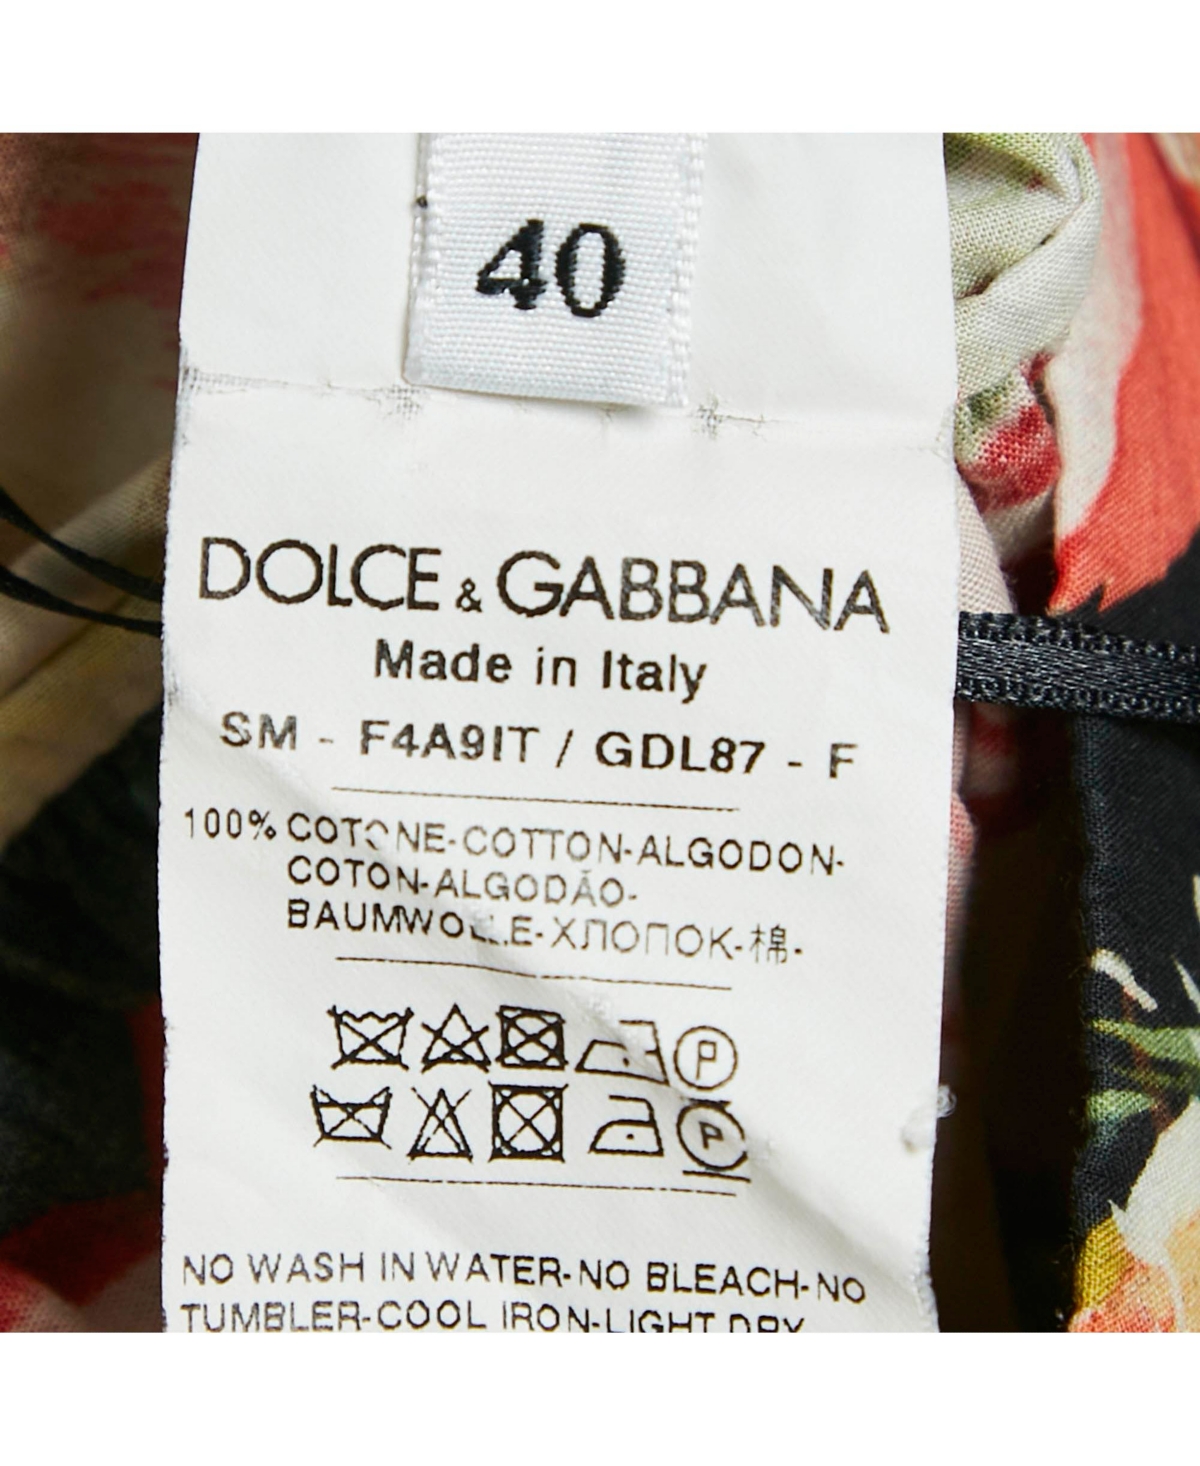 40
DOLCE & GABBANA
Made in Italy
SM - F4A9IT / GDL87 - F
100% COTONE-COTTON-ALGODON-
COTON-ALGODÃO-
BAUMWOLLE-ХЛОПОК-棉-
P
P
NO WASH IN WATER-NO BLEACH-NO
TUMBLER-COOL IRON-LIGHT DRY